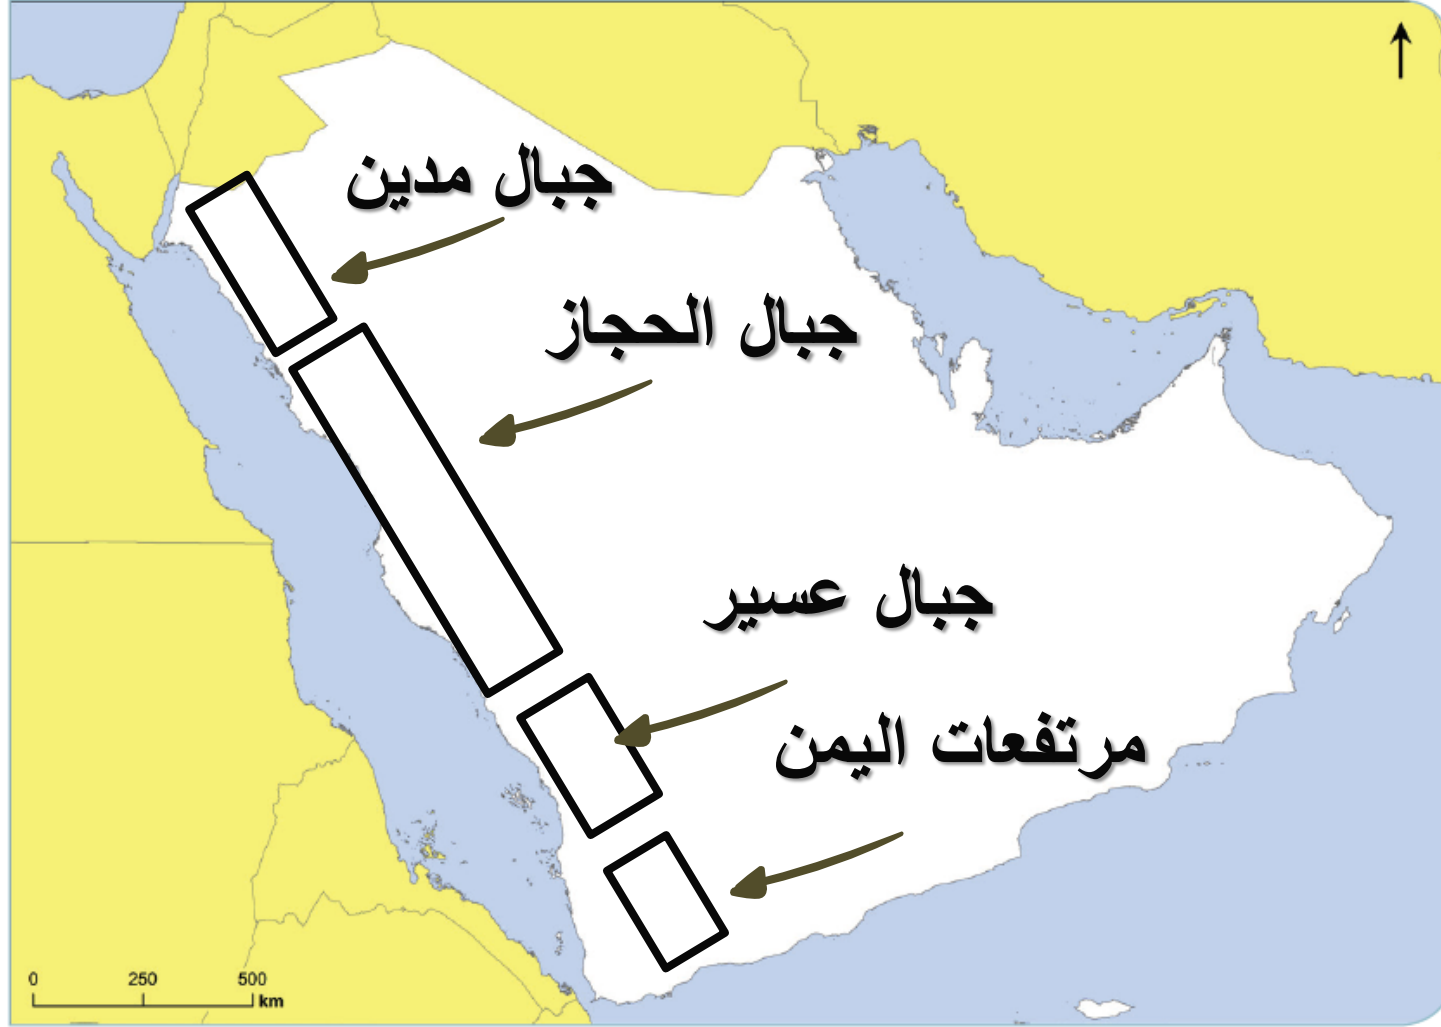 جبال مدين
جبال الحجاز
جبال عسير
مرتفعات اليمن
0 250 500
km